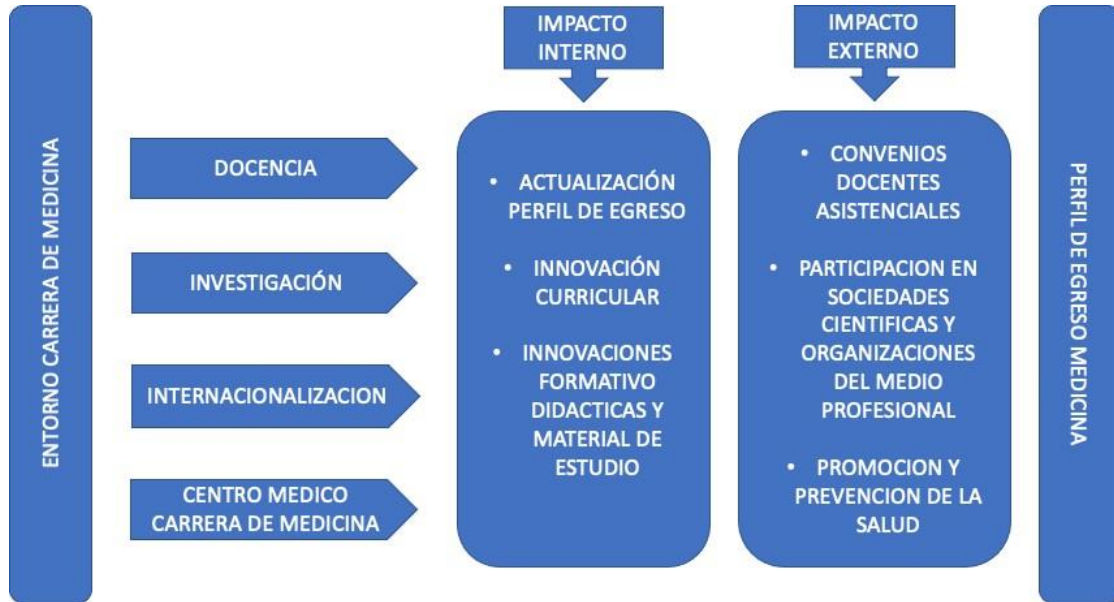 ENTORNO CARRERA DE MEDICINA
DOCENCIA
INVESTIGACIÓN
INTERNACIONALIZACION
CENTRO MEDICO
CARRERA DE MEDICINA
IMPACTO
INTERNO
• ACTUALIZACIÓN
PERFIL DE EGRESO
• INNOVACIÓN
CURRICULAR
• INNOVACIONES
FORMATIVO
DIDACTICAS Y
MATERIAL DE
ESTUDIO
IMPACTO
EXTERNO
• CONVENIOS
DOCENTES
ASISTENCIALES
• PARTICIPACION EN
SOCIEDADES
CIENTIFICAS Y
ORGANIZACIONES
DEL MEDIO
PROFESIONAL
• PROMOCION Y
PREVENCION DE LA
SALUD
PERFIL DE EGRESO MEDICINA